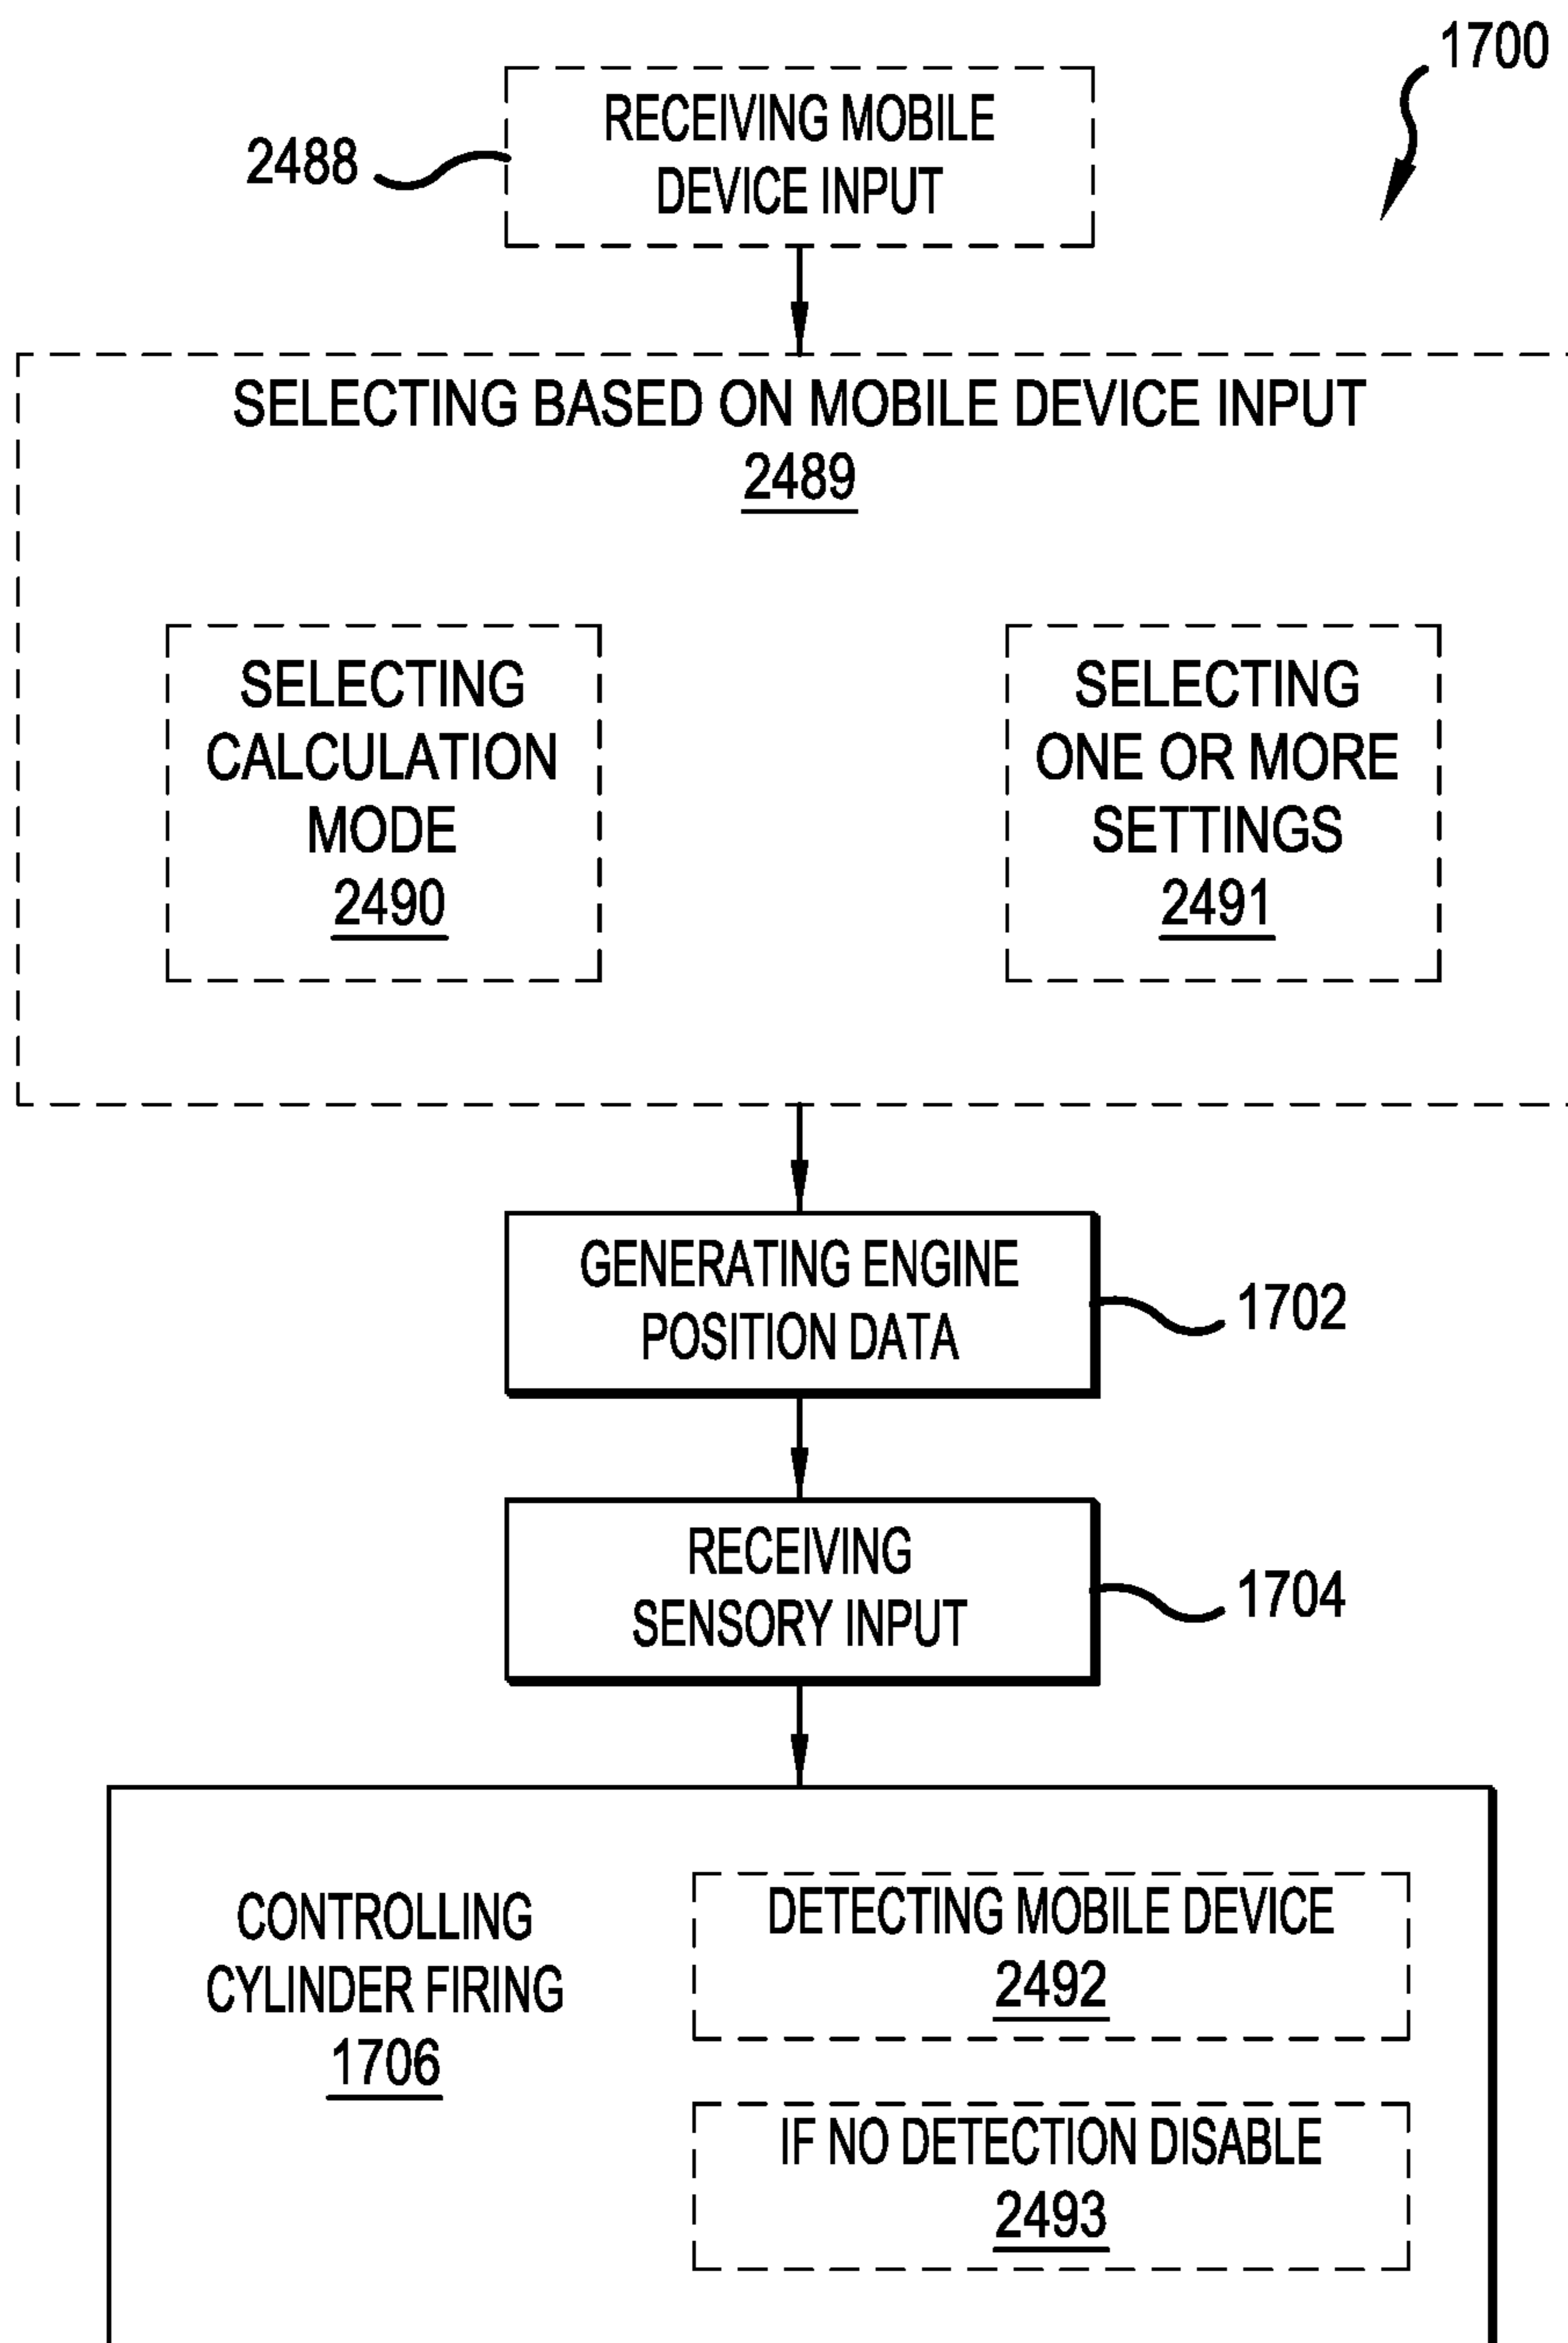 1700
RECEIVING MOBILE
DEVICE INPUT
2488
SELECTING BASED ON MOBILE DEVICE INPUT
2489
SELECTING
CALCULATION
MODE
2490
SELECTING
ONE OR MORE
SETTINGS
2491
GENERATING ENGINE
POSITION DATA
1702
RECEIVING
SENSORY INPUT
1704
CONTROLLING
CYLINDER FIRING
1706
DETECTING MOBILE DEVICE
2492
IF NO DETECTION DISABLE
2493